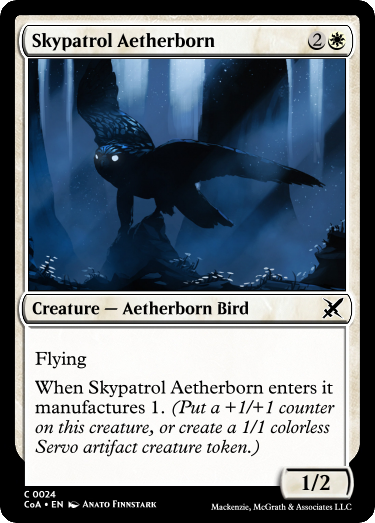 Skypatrol Aetherborn 2
Creature — Aetherborn Bird
Flying
When Skypatrol Aetherborn enters it
manufactures 1. (Put a +1/+1 counter
on this creature, or create a 1/1 colorless
Servo artifact creature token.)
1/2
C 0024
CoA • EN Anato Finnstark
Mackenzie, McGrath & Associates LLC